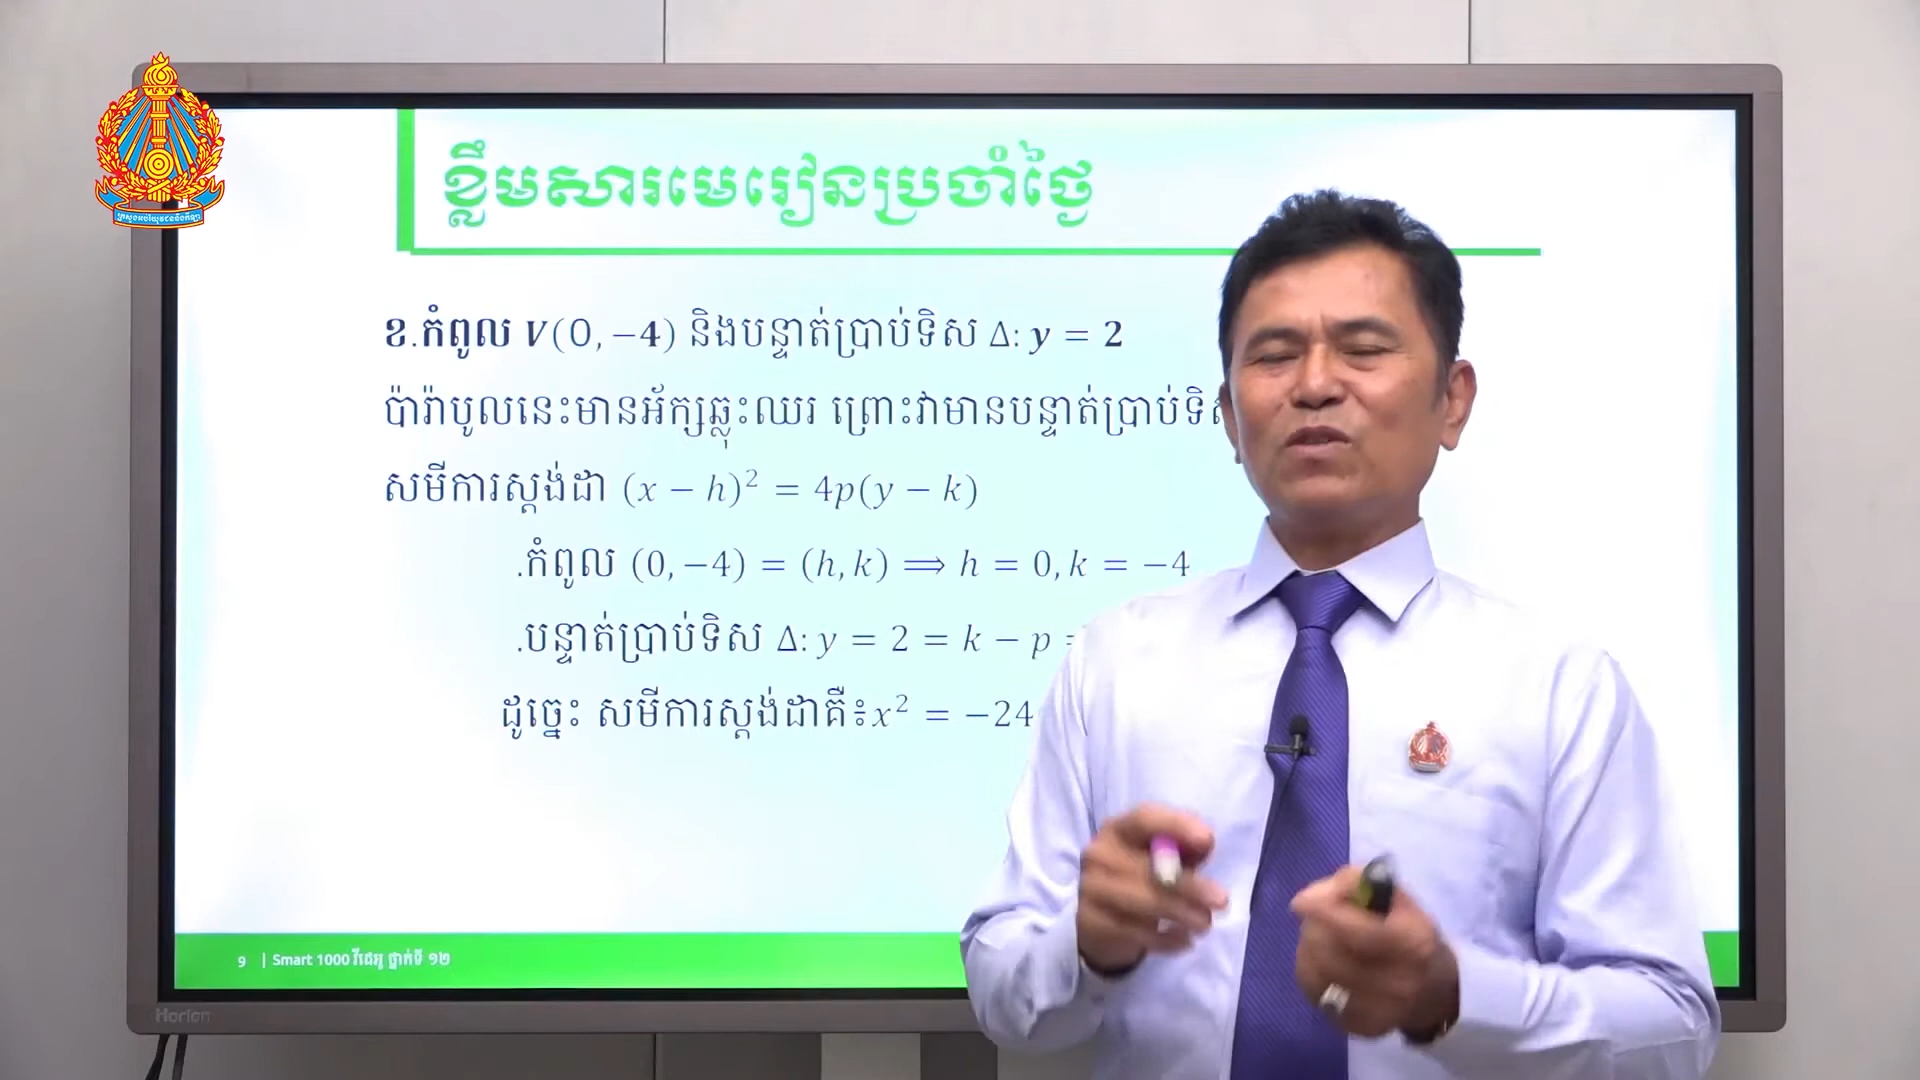 ខ្លឹមសារមេរៀនប្រចាំថ្ងៃ
ខ.កំពូល V(0, −4) និងបន្ទាត់ប្រាប់ទិស Δ: y = 2
ប៉ារ៉ាបូលនេះមានអ័ក្សឆ្លុះឈរ ព្រោះវាមានបន្ទាត់ប្រាប់ទិស
សមីការស្តង់ដា (x − h)² = 4p(y − k)
.កំពូល (0, −4) = (h, k) ⟹ h = 0, k = −4
.បន្ទាត់ប្រាប់ទិស Δ: y = 2 = k − p
ដូច្នេះ សមីការស្តង់ដាគឺ៖ x² = −24
9 | Smart 1000 វីដេអូ ថ្នាក់ទី ១២
Horion